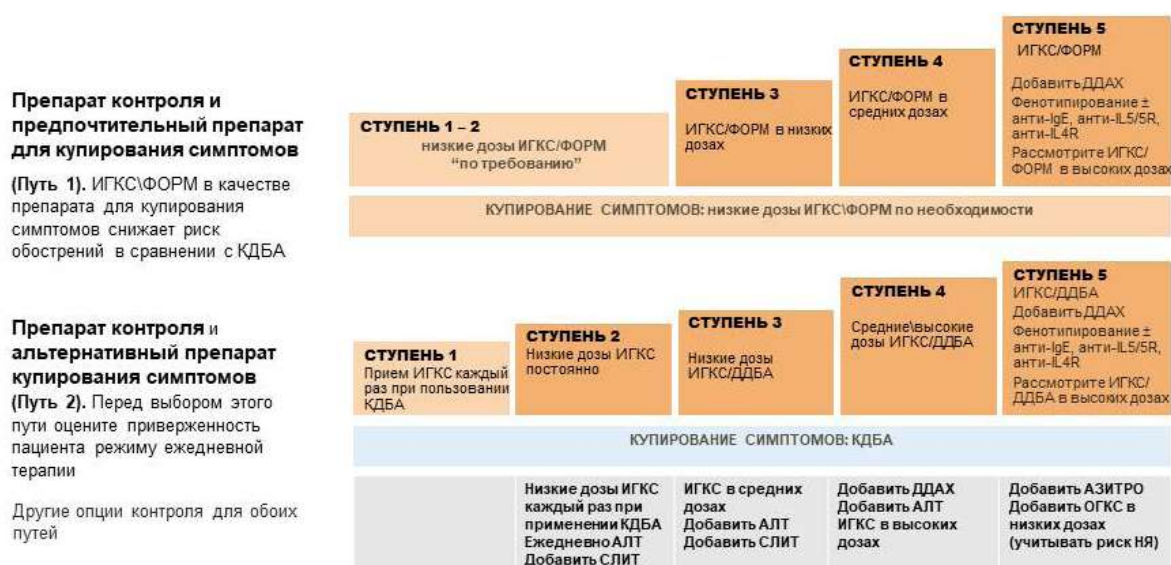 Препарат контроля и
предпочтительный препарат
для купирования симптомов
(Путь 1). ИГКС\ФОРМ в качестве
препарата для купирования
симптомов снижает риск
обострений в сравнении с КДБА
СТУПЕНЬ 1 – 2
низкие дозы ИГКС/ФОРМ
“по требованию”
СТУПЕНЬ 3
ИГКС/ФОРМ в низких
дозах
СТУПЕНЬ 4
ИГКС/ФОРМ в
средних дозах
СТУПЕНЬ 5
ИГКС/ФОРМ
Добавить ДДАХ
Фенотипирование ±
анти-IgE, анти-IL5/5R,
анти-IL4R
Рассмотрите ИГКС/
ФОРМ в высоких дозах
КУПИРОВАНИЕ СИМПТОМОВ: низкие дозы ИГКС\ФОРМ по необходимости
Препарат контроля и
альтернативный препарат
купирования симптомов
(Путь 2). Перед выбором этого
пути оцените приверженность
пациента режиму ежедневной
терапии
СТУПЕНЬ 1
Прием ИГКС каждый
раз при пользовании
КДБА
СТУПЕНЬ 2
Низкие дозы ИГКС
постоянно
СТУПЕНЬ 3
Низкие дозы
ИГКС/ДДБА
СТУПЕНЬ 4
Средние\высокие
дозы ИГКС/ДДБА
СТУПЕНЬ 5
ИГКС/ДДБА
Добавить ДДАХ
Фенотипирование ±
анти-IgE, анти-IL5/5R,
анти-IL4R
Рассмотрите ИГКС/
ДДБА в высоких дозах
КУПИРОВАНИЕ СИМПТОМОВ: КДБА
Другие опции контроля для обоих
путей
Низкие дозы ИГКС
каждый раз при
применении КДБА
Ежедневно АЛТ
Добавить СЛИТ
ИГКС в средних
дозах
Добавить АЛТ
Добавить СЛИТ
Добавить ДДАХ
Добавить АЛТ
ИГКС в высоких
дозах
Добавить АЗИТРО
Добавить ОГКС в
низких дозах
(учитывать риск НЯ)